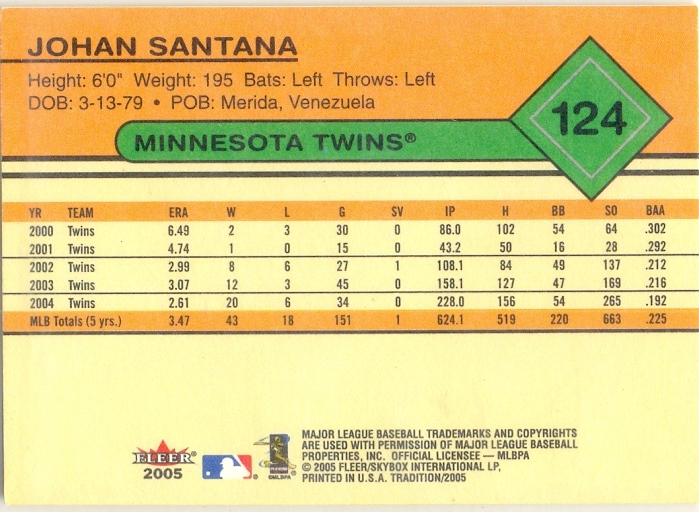 JOHAN SANTANA
Height: 6'0" Weight: 195 Bats: Left Throws: Left
DOB: 3-13-79 • POB: Merida, Venezuela
124
MINNESOTA TWINS®
YR TEAM ERA W L G SV IP H BB SO BAA
2000 Twins 6.49 2 3 30 0 86.0 102 54 64 .302
2001 Twins 4.74 1 0 15 0 43.2 50 16 28 .292
2002 Twins 2.99 8 6 27 1 108.1 84 49 137 .212
2003 Twins 3.07 12 3 45 0 158.1 127 47 169 .216
2004 Twins 2.61 20 6 34 0 228.0 156 54 265 .192
MLB Totals (5 yrs.) 3.47 43 18 151 1 624.1 519 220 663 .225
FLEER
2005
©MLBPA
MAJOR LEAGUE BASEBALL TRADEMARKS AND COPYRIGHTS
ARE USED WITH PERMISSION OF MAJOR LEAGUE BASEBALL
PROPERTIES, INC. OFFICIAL LICENSEE — MLBPA
© 2005 FLEER/SKYBOX INTERNATIONAL LP,
PRINTED IN U.S.A. TRADITION/2005